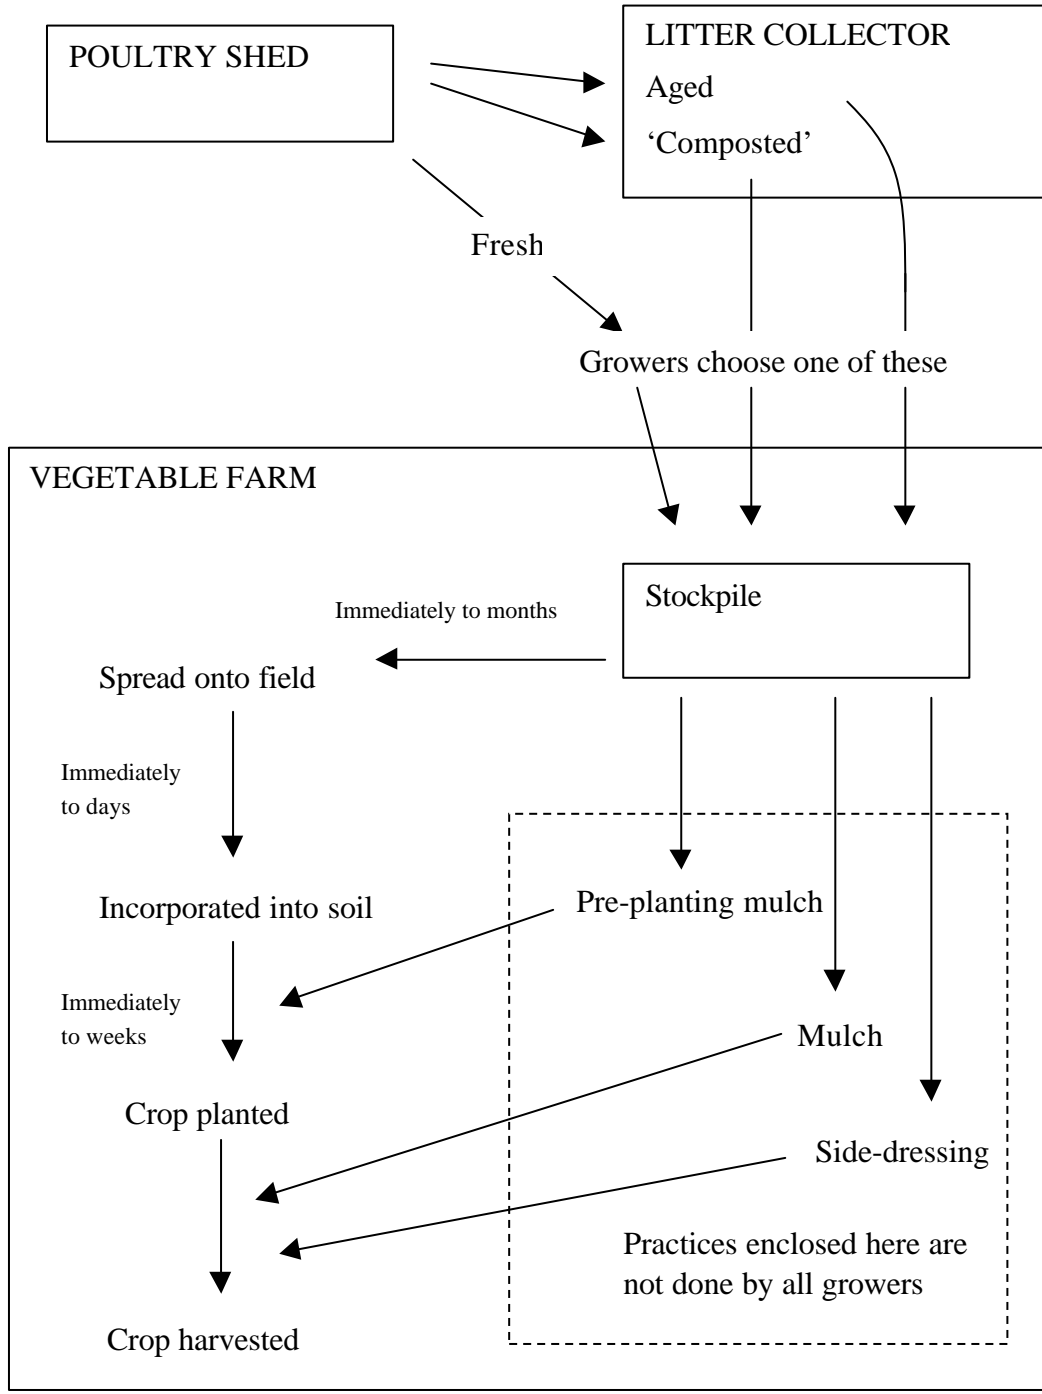 POULTRY SHED
LITTER COLLECTOR
Aged
‘Composted’
Fresh
Growers choose one of these
VEGETABLE FARM
Stockpile
Immediately to months
Spread onto field
Immediately
to days
Incorporated into soil
Pre-planting mulch
Immediately
to weeks
Mulch
Crop planted
Side-dressing
Practices enclosed here are
not done by all growers
Crop harvested